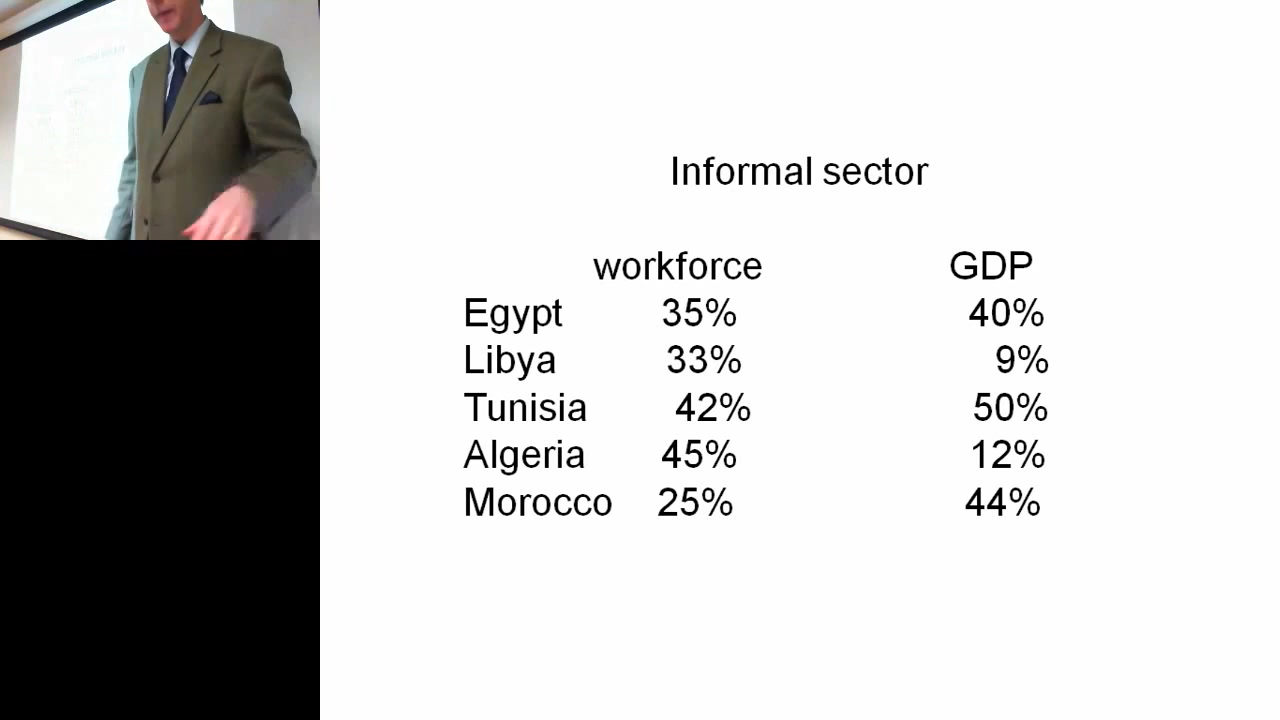 Informal sector
workforce GDP
Egypt 35% 40%
Libya 33% 9%
Tunisia 42% 50%
Algeria 45% 12%
Morocco 25% 44%